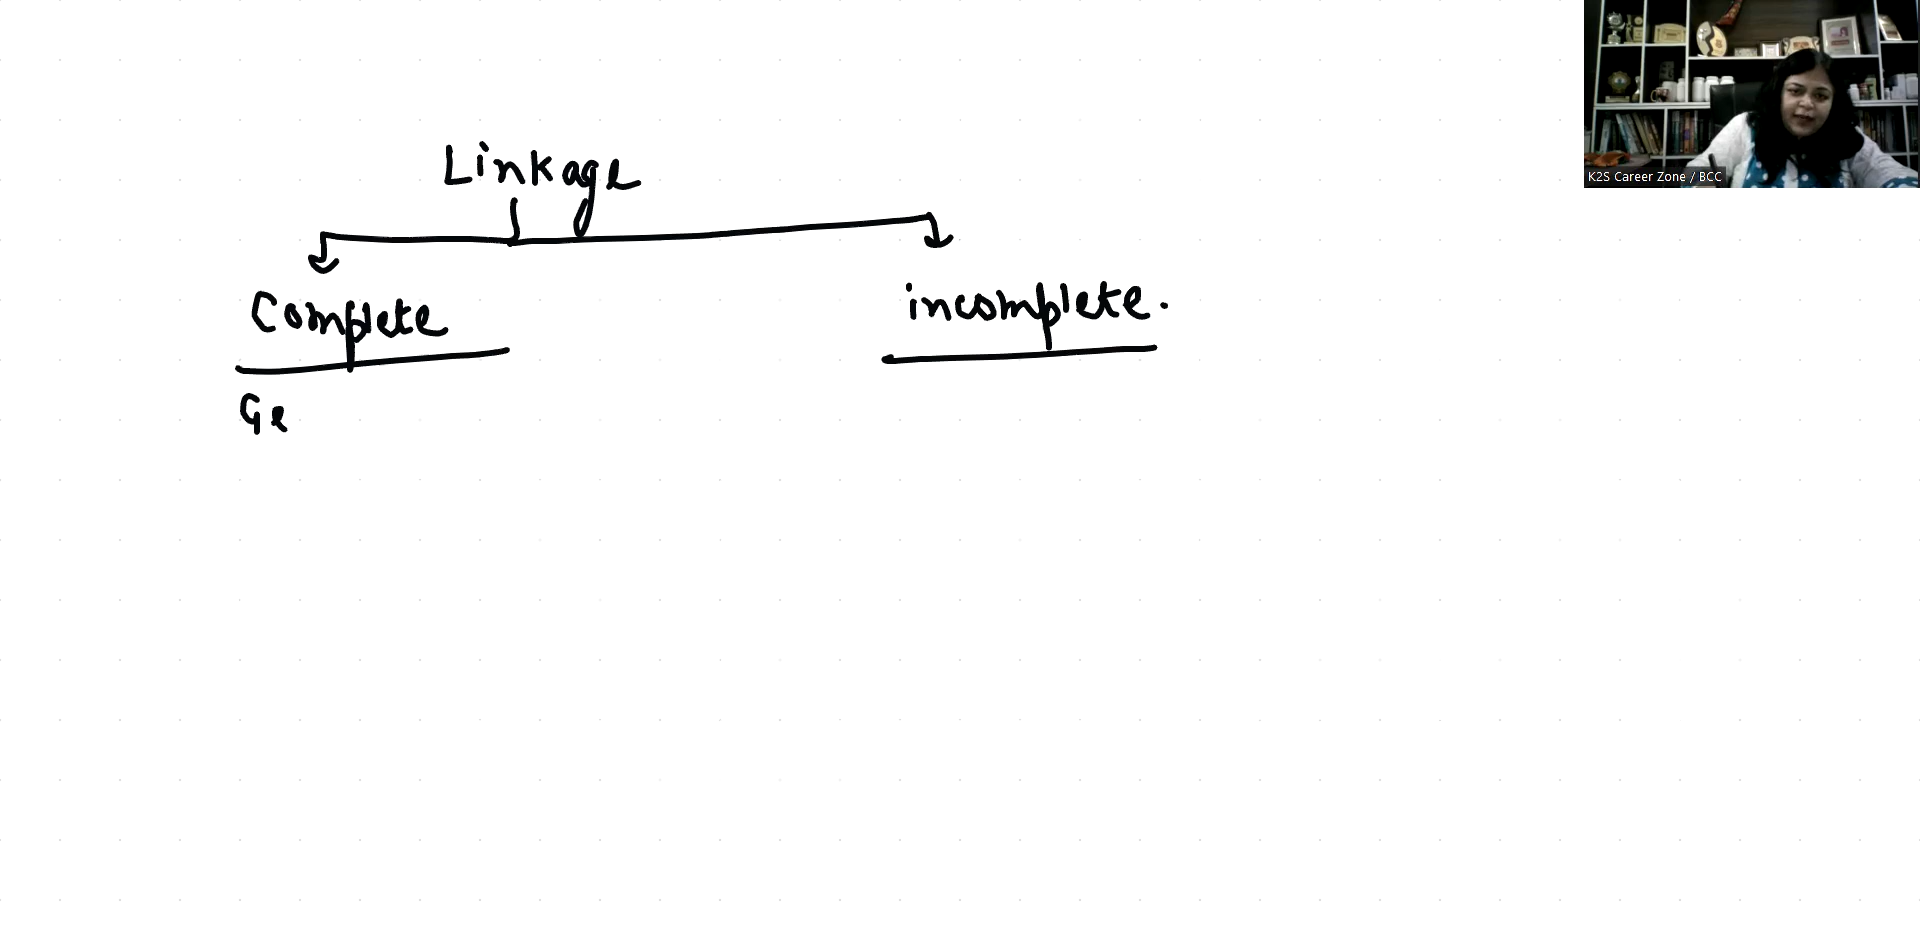 Linkage
Complete
incomplete.
Ge
K2S Career Zone / BCC